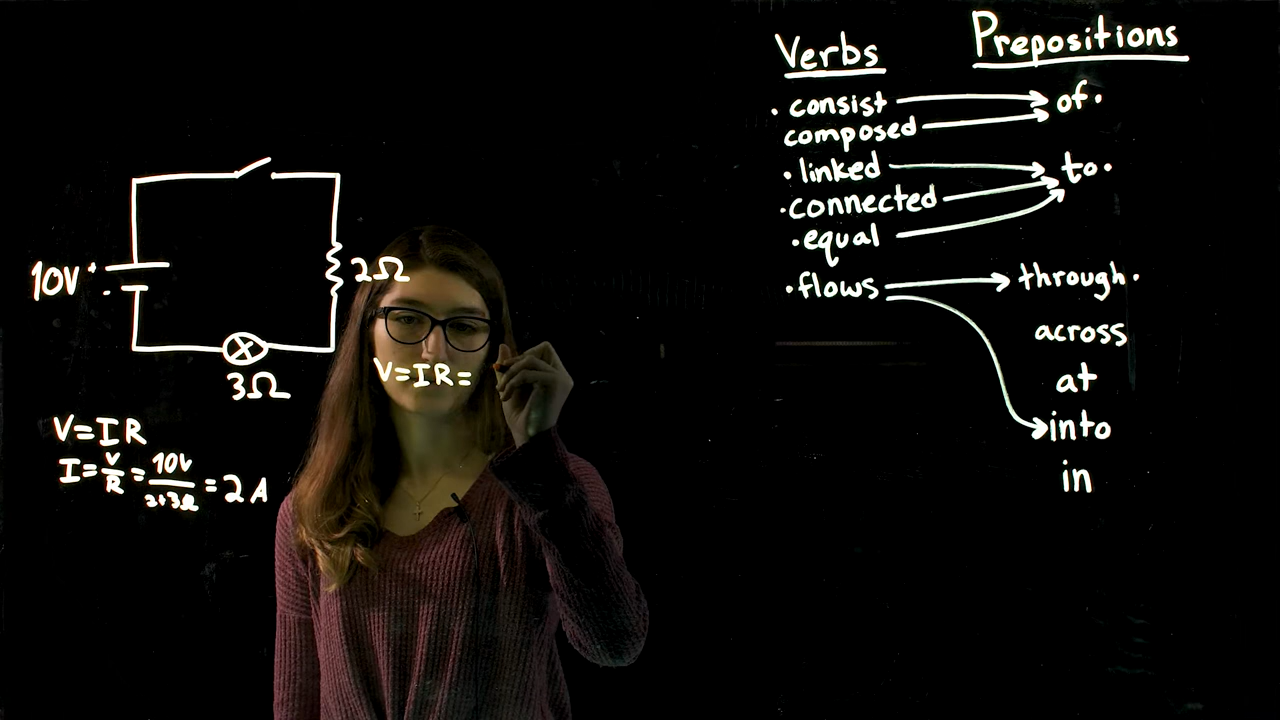 10V + -
2Ω
3Ω
V=IR
I=V/R=10V/2+3Ω=2A
V=IR=
Verbs
Prepositions
· consist → of.
composed
· linked → to.
· connected
· equal
· flows → through.
across
at
into
in